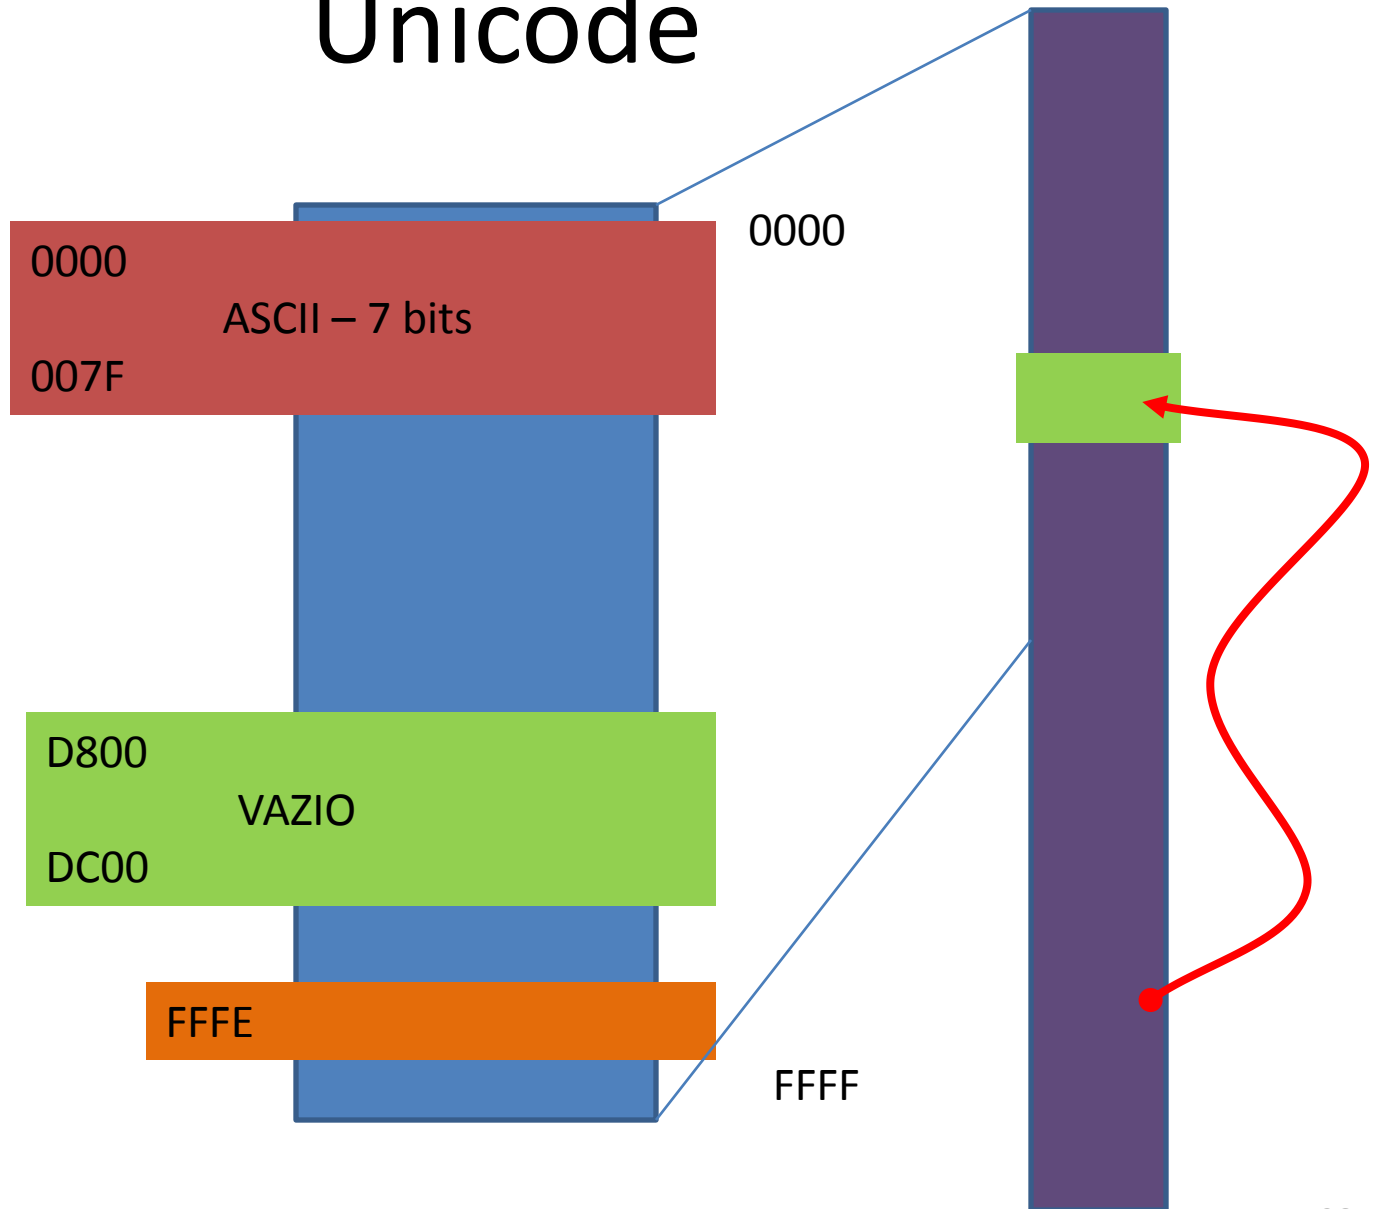 Unicode
0000
0000
ASCII – 7 bits
007F
D800
VAZIO
DC00
FFFE
FFFF